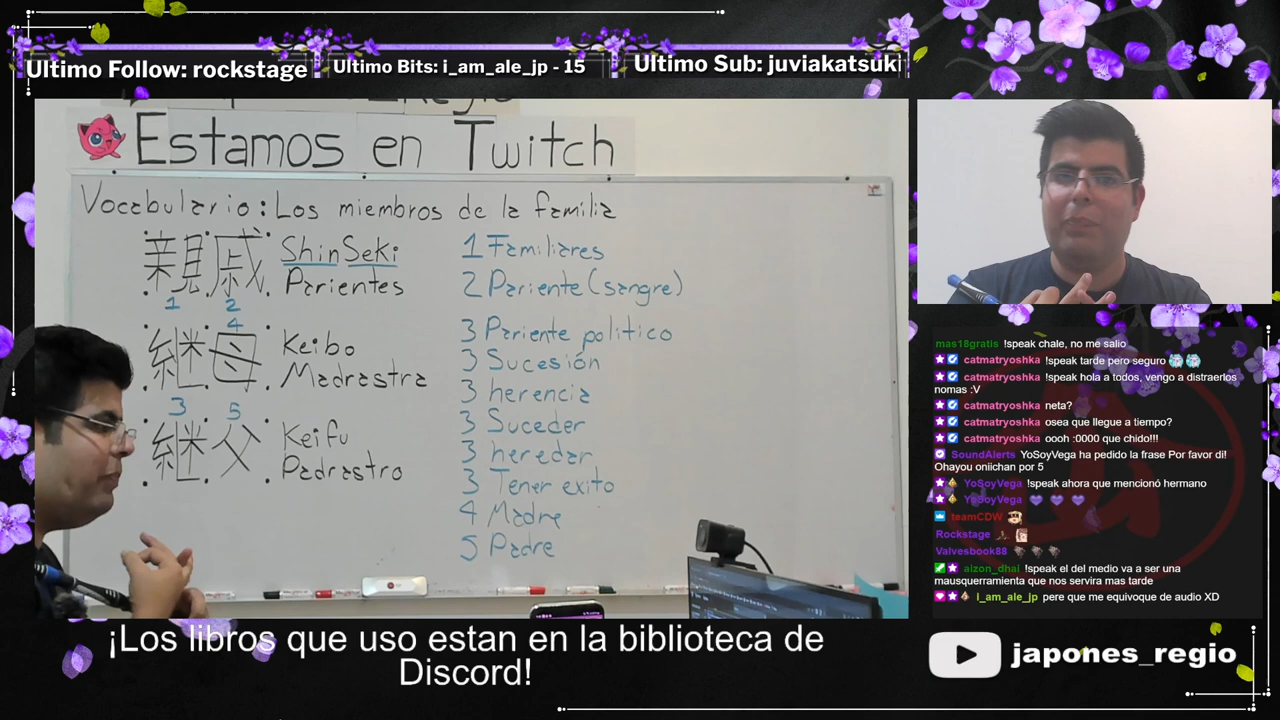 Ultimo Follow: rockstage
Ultimo Bits: i_am_ale_jp - 15
Ultimo Sub: juviakatsuki
Estamos en Twitch
Vocabulario: Los miembros de la familia
親戚 ShinSeki
Parientes
1 2
4
継母 Keibo
Madrastra
3 5
継父 Keifu
Padrastro
1 Familiares
2 Pariente (sangre)
3 Pariente politico
3 Sucesión
3 herencia
3 Suceder
3 heredar
3 Tener exito
4 Madre
5 Padre
mas18gratis !speak chale, no me salio
catmatryoshka !speak tarde pero seguro
catmatryoshka !speak hola a todos, vengo a distraerlos
nomas :V
catmatryoshka neta?
catmatryoshka osea que llegue a tiempo?
catmatryoshka oooh :0000 que chido!!!
SoundAlerts YoSoyVega ha pedido la frase Por favor di!
Ohayou oniichan por 5
YoSoyVega !speak ahora que mencionó hermano
YoSoyVega
teamCDW
Rockstage
Valvesbook88
aizon_dhai !speak el del medio va a ser una
mausquerramienta que nos servira mas tarde
i_am_ale_jp pere que me equivoque de audio XD
¡Los libros que uso estan en la biblioteca de
Discord!
japones_regio